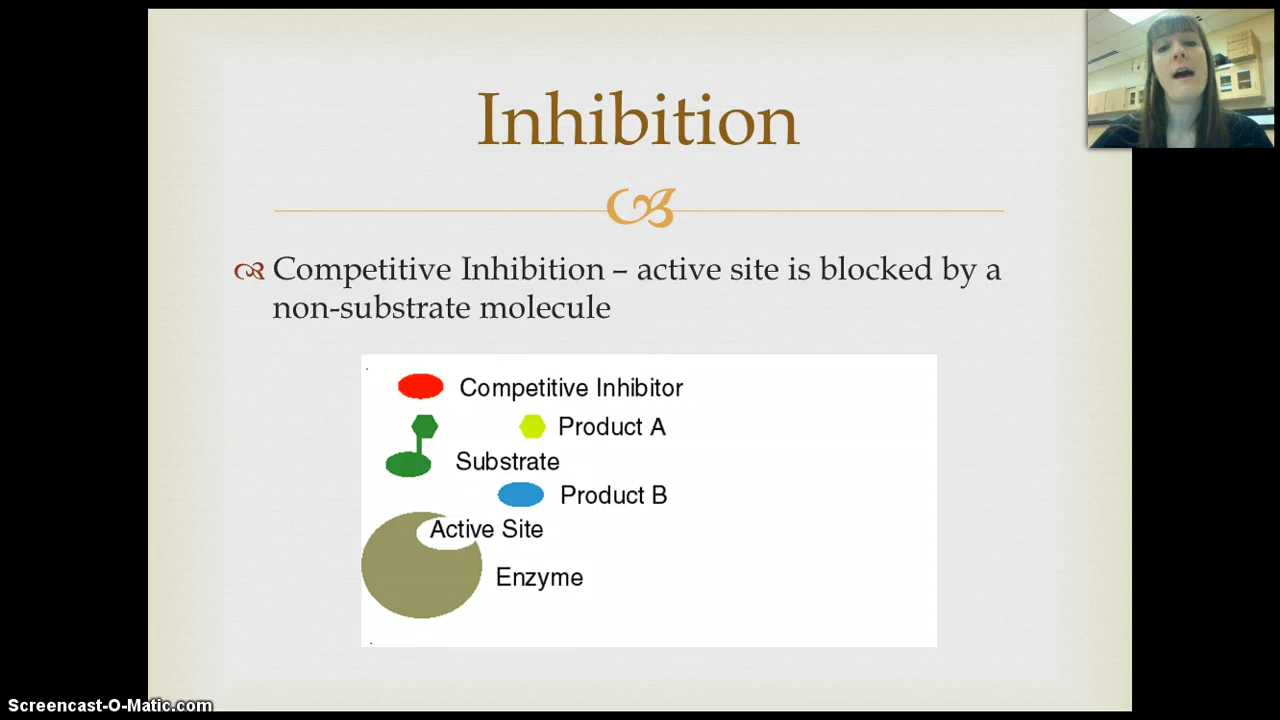 Inhibition
Competitive Inhibition – active site is blocked by a
non-substrate molecule
Competitive Inhibitor
Product A
Substrate
Product B
Active Site
Enzyme
Screencast-O-Matic.com